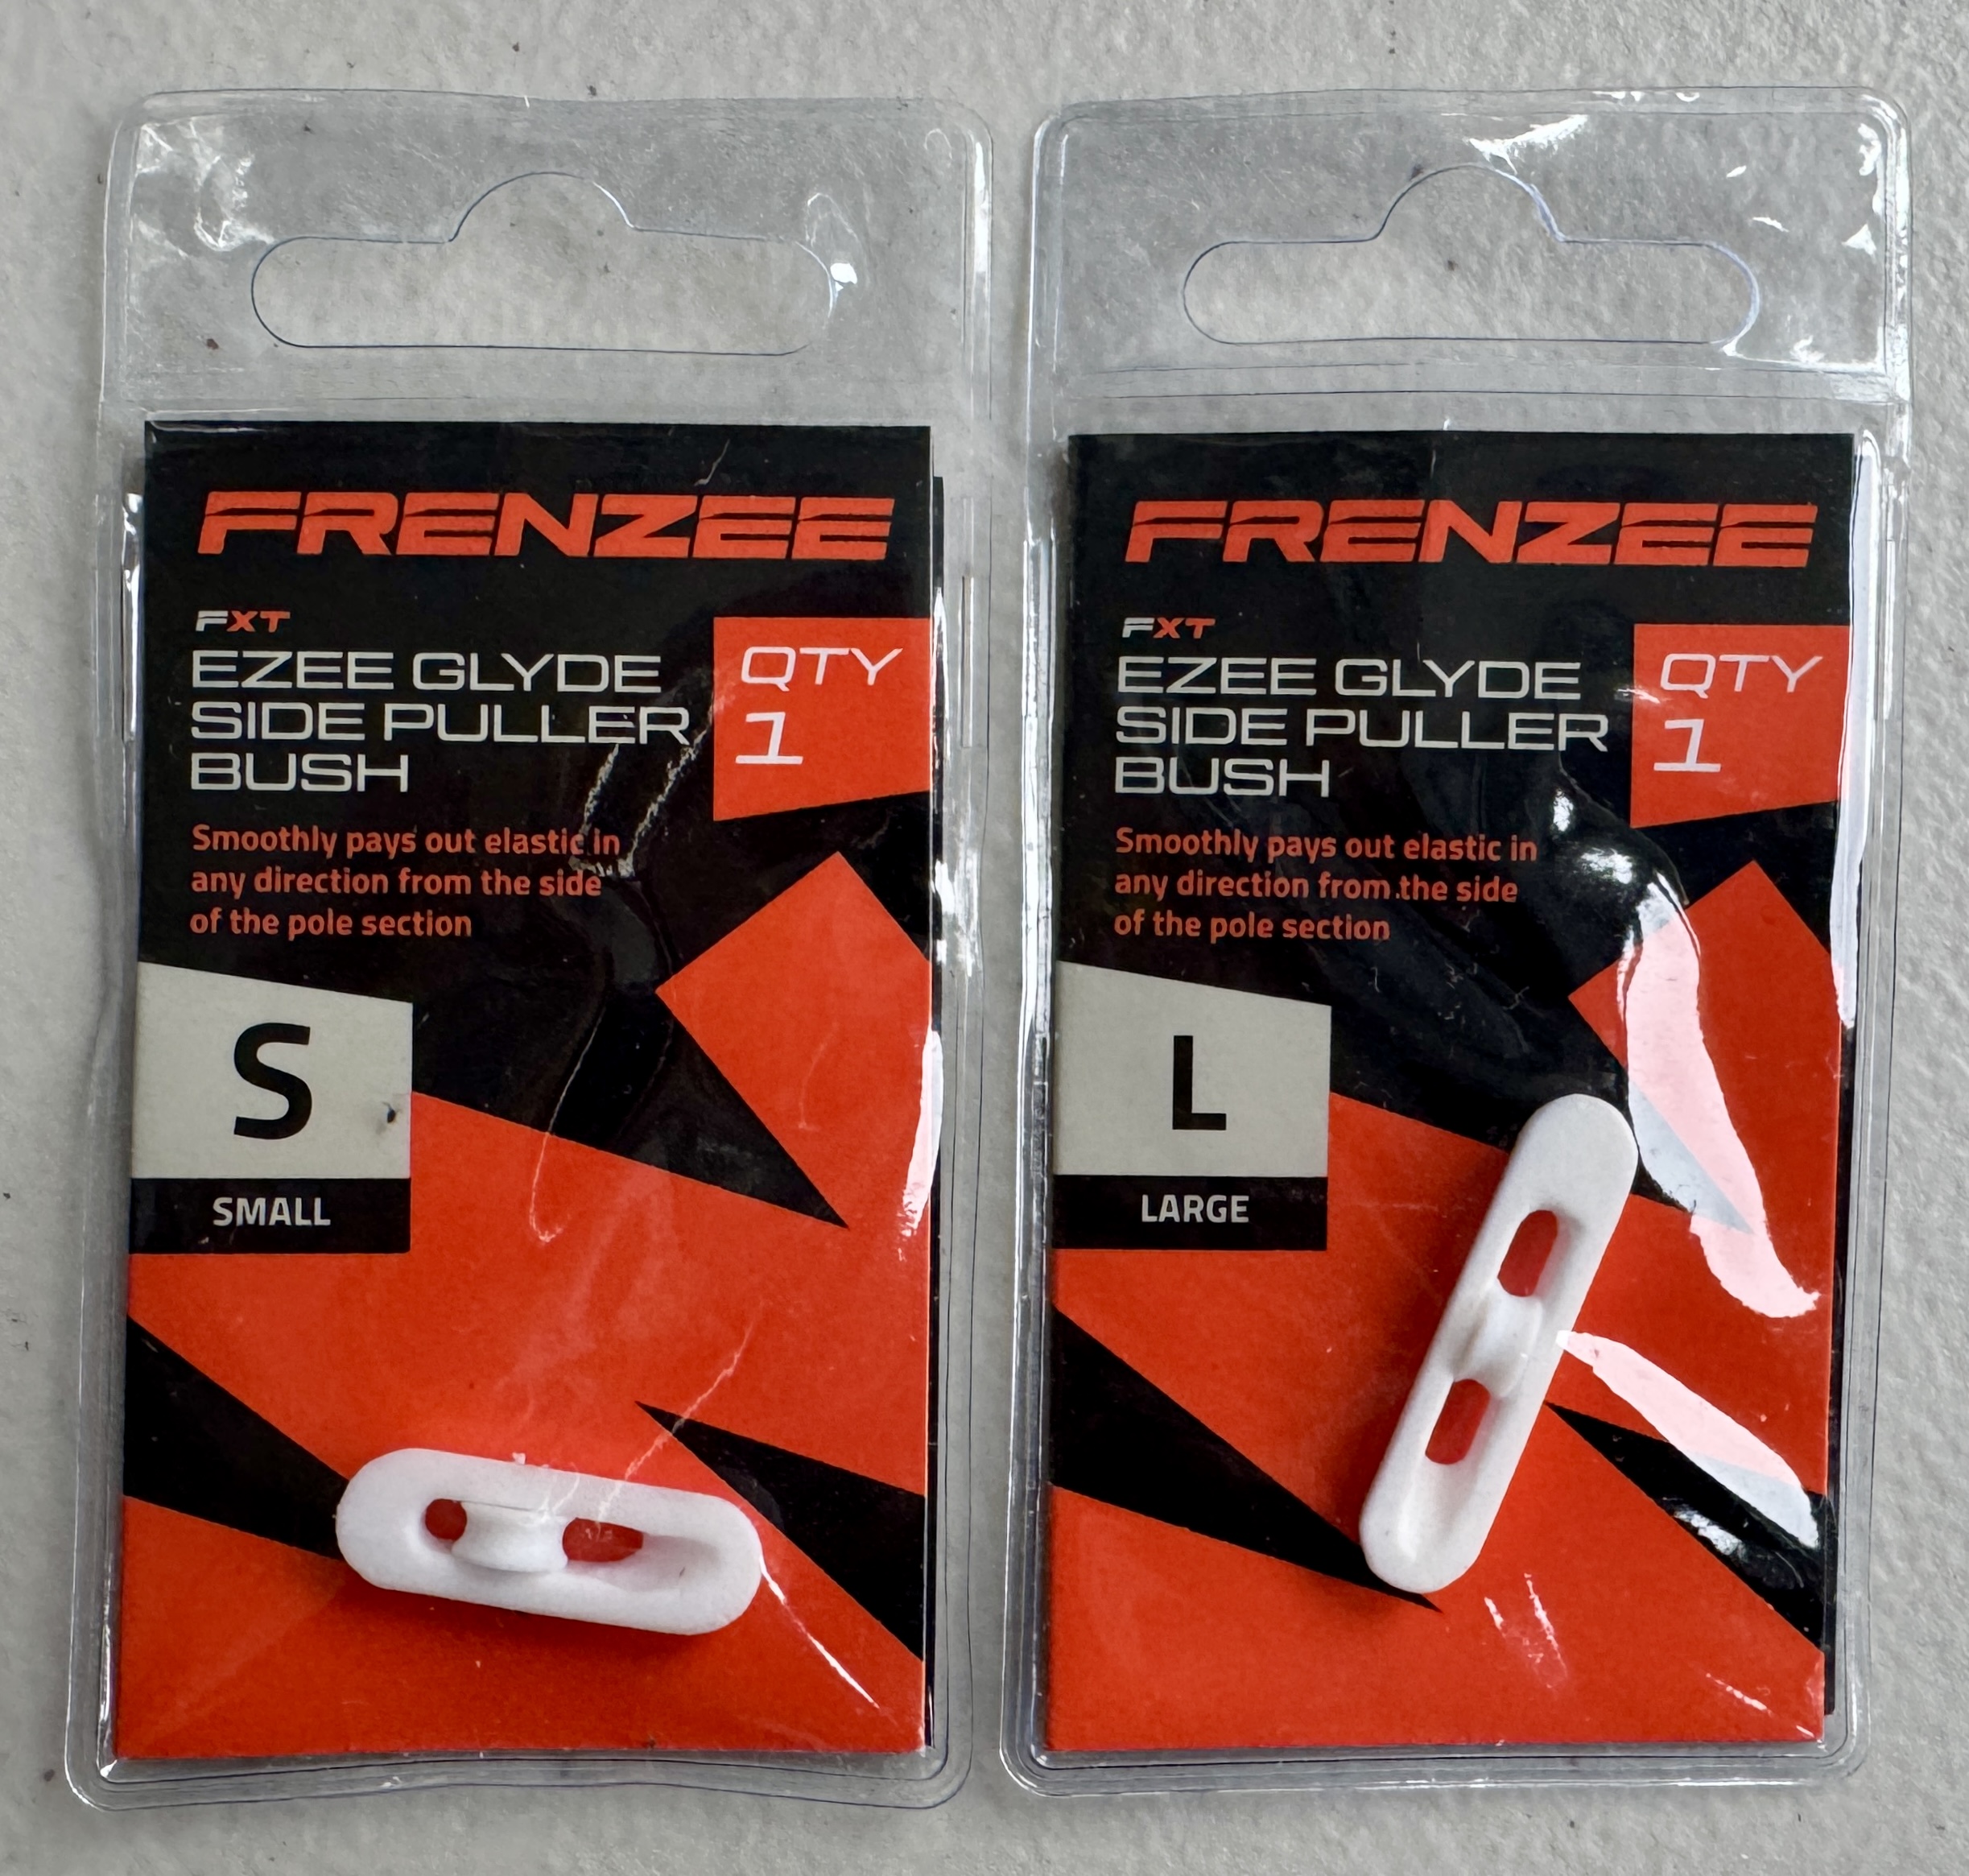 FRENZEE
FXT
EZEE GLYDE
SIDE PULLER
BUSH
QTY
1
Smoothly pays out elastic in
any direction from the side
of the pole section
S
SMALL
FRENZEE
FXT
EZEE GLYDE
SIDE PULLER
BUSH
QTY
1
Smoothly pays out elastic in
any direction from the side
of the pole section
L
LARGE